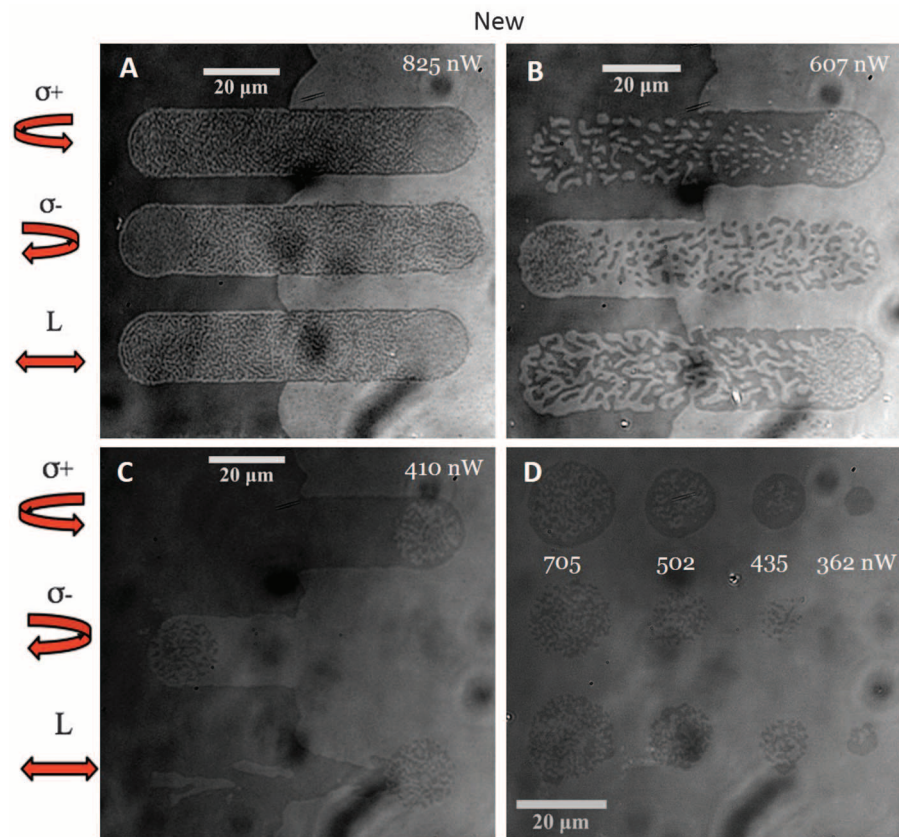 New
A
825 nW
20 µm
B
607 nW
20 µm
σ+
σ-
L
C
410 nW
20 µm
D
σ+
σ-
L
705 502 435 362 nW
20 µm